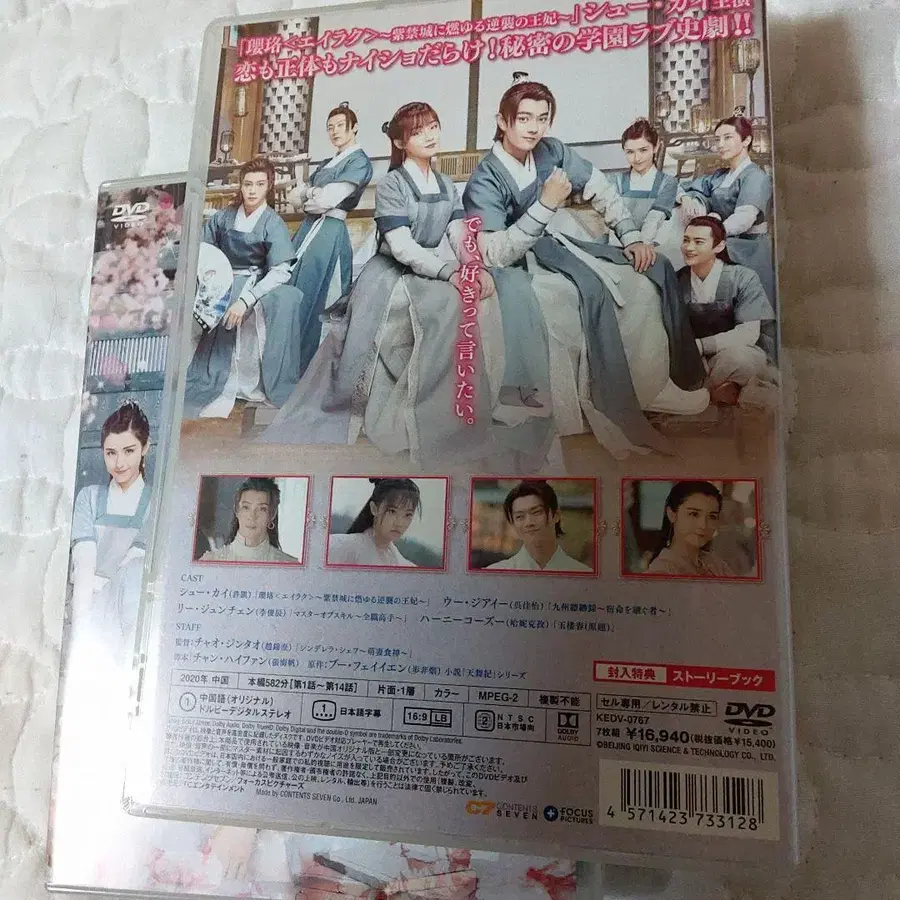 「瓔珞<エイラク>～紫禁城に燃ゆる逆襲の王妃～」シュー・カイ主演
恋も正体もナイショだらけ!秘密の学園ラブ史劇!!
でも、好きって言いたい。
DVD
VIDEO
CAST
シュー・カイ(許凱)「瓔珞<エイラク>～紫禁城に燃ゆる逆襲の王妃～」
ウー・ジアイー(呉佳怡)「九州縹緲録～宿命を継ぐ者～」
リー・ジュンチェン(李俊辰)「マスターオブスキル～全職高手～」
ハーニーコーズー(哈妮克孜)「玉楼春(原題)」
STAFF
監督:チャオ・ジンタオ(趙錦燾)「シンデレラ・シェフ～萌妻食神～」
脚本:チャン・ハイファン(張海帆) 原作:ブー・フェイイエン(歩非烟)小説「天舞紀」シリーズ
封入特典 ストーリーブック
2020年 中国 本編582分[第1話～第14話] 片面・1層 カラー MPEG-2 複製不能
セル専用/レンタル禁止
1 中国語(オリジナル)
ドルビーデジタルステレオ
1 日本語字幕
16:9 LB
2 NTSC
日本市場向
DOLBY
AUDIO
KEDV-0767
7枚組 ¥16,940(税抜価格¥15,400)
©BEIJING IQIYI SCIENCE & TECHNOLOGY CO., LTD.
DVD
VIDEO
Made by CONTENTS SEVEN Co., Ltd. JAPAN
C7 CONTENTS SEVEN
FOCUS PICTURES
4 571423 733128